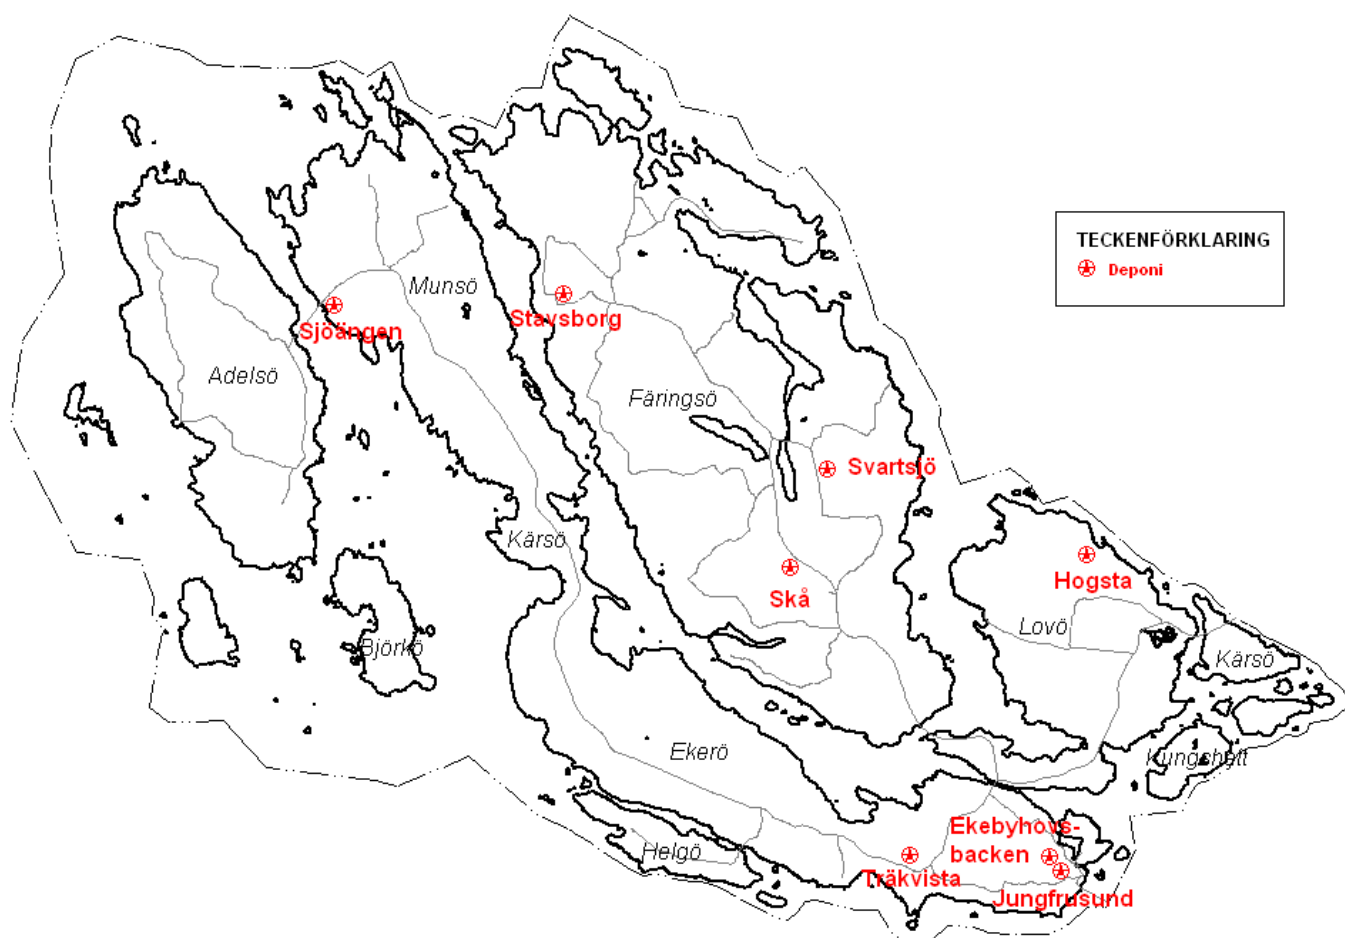 TECKENFÖRKLARING
Deponi
Munsö
Stavsborg
Sjöängen
Adelsö
Färingsö
Svartsjö
Kärsö
Hogsta
Skå
Lovö
Björkö
Kärsö
Ekerö
Kungshatt
Ekebyhovs-
backen
Helgö
Träkvista
Jungfrusund